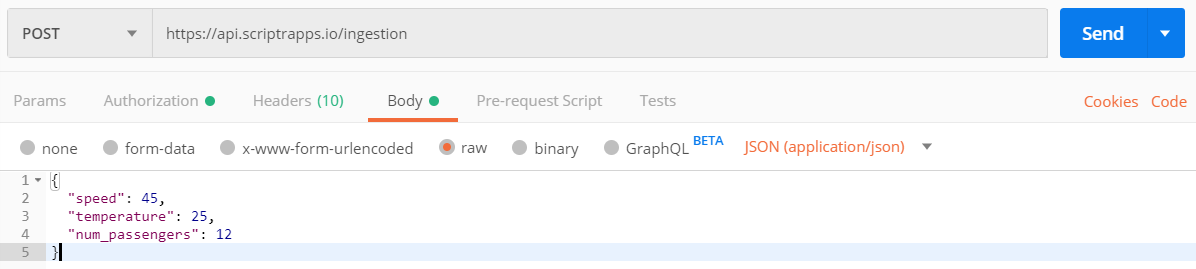 POST https://api.scriptrapps.io/ingestion Send
Params Authorization Headers (10) Body Pre-request Script Tests Cookies Code
none form-data x-www-form-urlencoded raw binary GraphQL BETA JSON (application/json)
1 {
2 "speed": 45,
3 "temperature": 25,
4 "num_passengers": 12
5 }